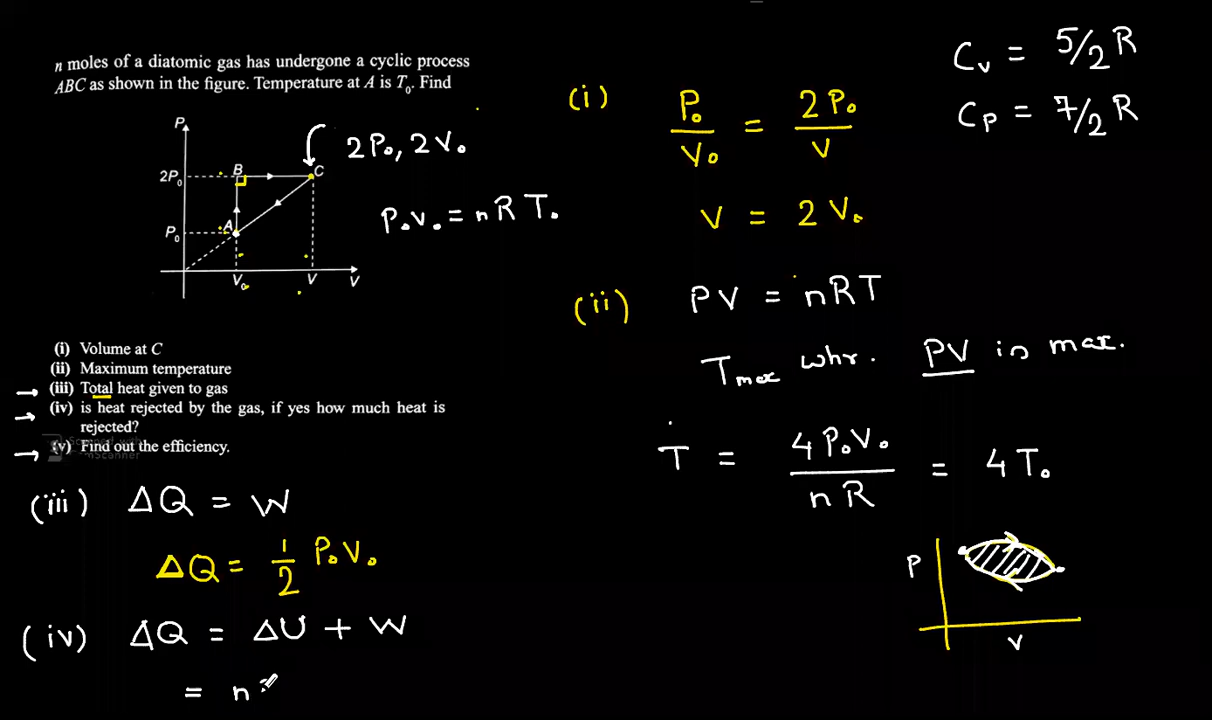 n moles of a diatomic gas has undergone a cyclic process
ABC as shown in the figure. Temperature at A is T₀. Find
P
2P₀
P₀
B
C
A
V₀
V
V
2P₀, 2V₀
P₀V₀ = nRT₀
(i) Volume at C
(ii) Maximum temperature
(iii) Total heat given to gas
(iv) is heat rejected by the gas, if yes how much heat is
rejected?
(v) Find out the efficiency.
(iii) ΔQ = W
ΔQ = 1/2 P₀V₀
(iv) ΔQ = ΔU + W
= n
(i) P₀/V₀ = 2P₀/V
V = 2V₀
(ii) PV = nRT
Tmax whr. PV is max.
T = 4P₀V₀/nR = 4T₀
Cv = 5/2 R
CP = 7/2 R
P
V